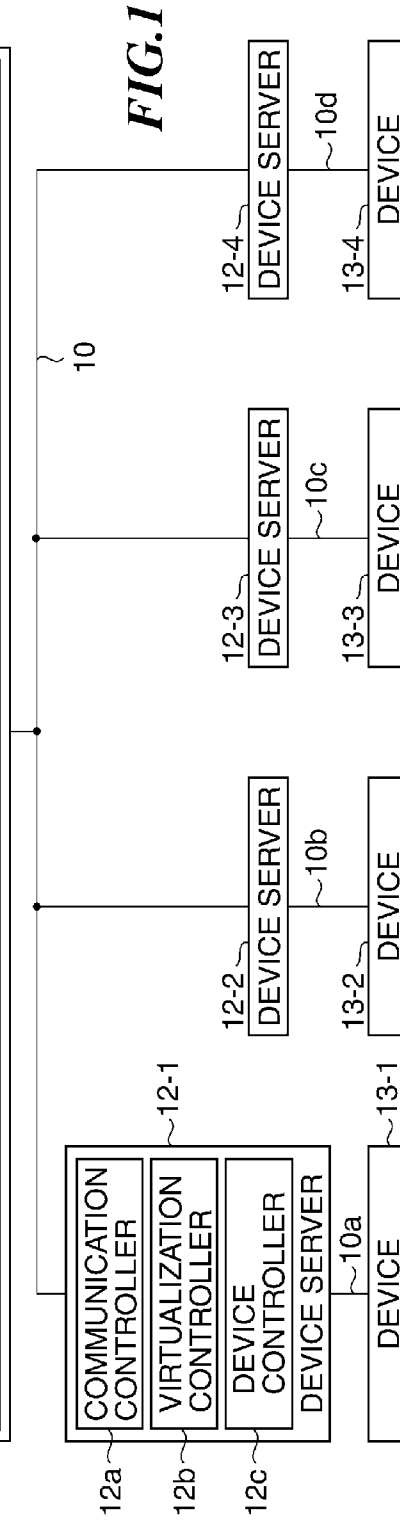 FIG.1
10
12-1
12a
COMMUNICATION
CONTROLLER
12b
VIRTUALIZATION
CONTROLLER
12c
DEVICE
CONTROLLER
DEVICE SERVER
12-2
DEVICE SERVER
12-3
DEVICE SERVER
12-4
DEVICE SERVER
10a
10b
10c
10d
13-1
DEVICE
13-2
DEVICE
13-3
DEVICE
13-4
DEVICE